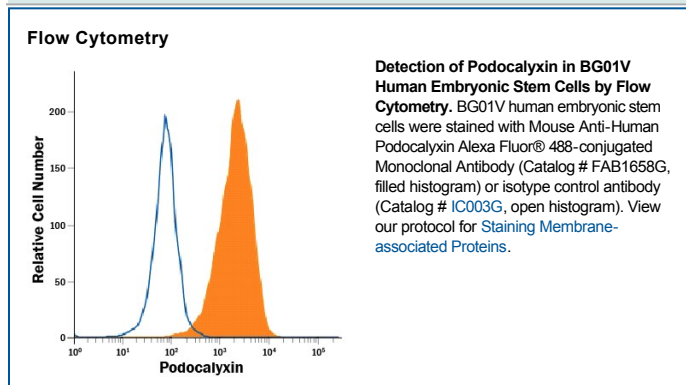 Flow Cytometry
Relative Cell Number
200
150
100
50
0
10⁰ 10¹ 10² 10³ 10⁴ 10⁵
Podocalyxin
Detection of Podocalyxin in BG01V
Human Embryonic Stem Cells by Flow
Cytometry. BG01V human embryonic stem
cells were stained with Mouse Anti-Human
Podocalyxin Alexa Fluor® 488-conjugated
Monoclonal Antibody (Catalog # FAB1658G,
filled histogram) or isotype control antibody
(Catalog # IC003G, open histogram). View
our protocol for Staining Membrane-
associated Proteins.